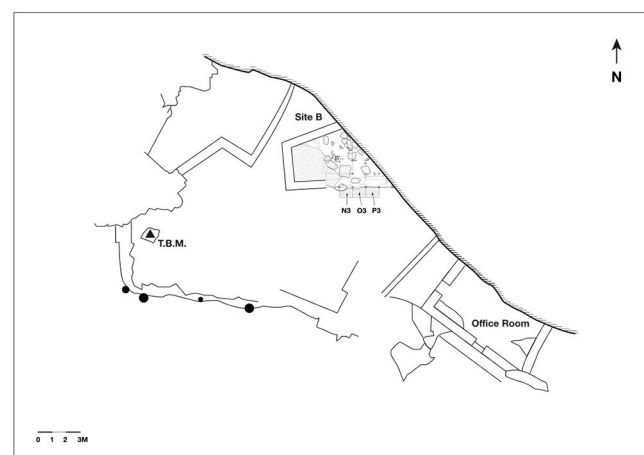 N
Site B
N3 O3 P3
T.B.M.
Office Room
0 1 2 3M